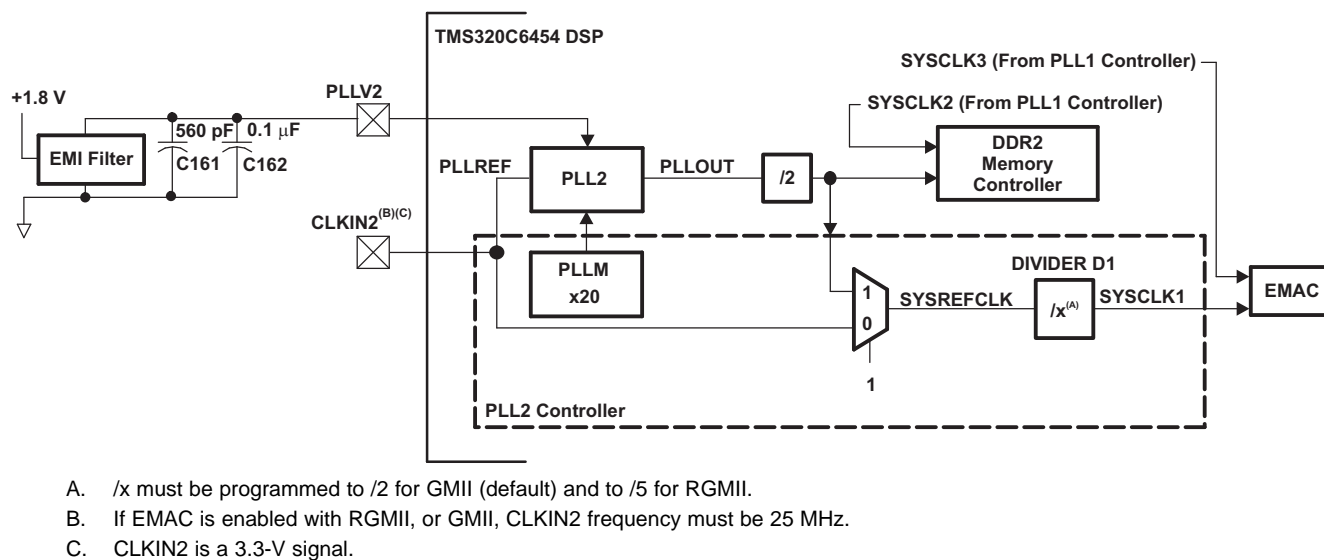 TMS320C6454 DSP
SYSCLK3 (From PLL1 Controller)
+1.8 V
PLLV2
SYSCLK2 (From PLL1 Controller)
560 pF 0.1 μF
EMI Filter
C161 C162
DDR2
Memory
Controller
PLLREF
PLL2
PLLOUT
/2
CLKIN2(B)(C)
PLLM
x20
DIVIDER D1
1
0
SYSREFCLK
/x(A)
SYSCLK1
EMAC
1
PLL2 Controller
A. /x must be programmed to /2 for GMII (default) and to /5 for RGMII.
B. If EMAC is enabled with RGMII, or GMII, CLKIN2 frequency must be 25 MHz.
C. CLKIN2 is a 3.3-V signal.